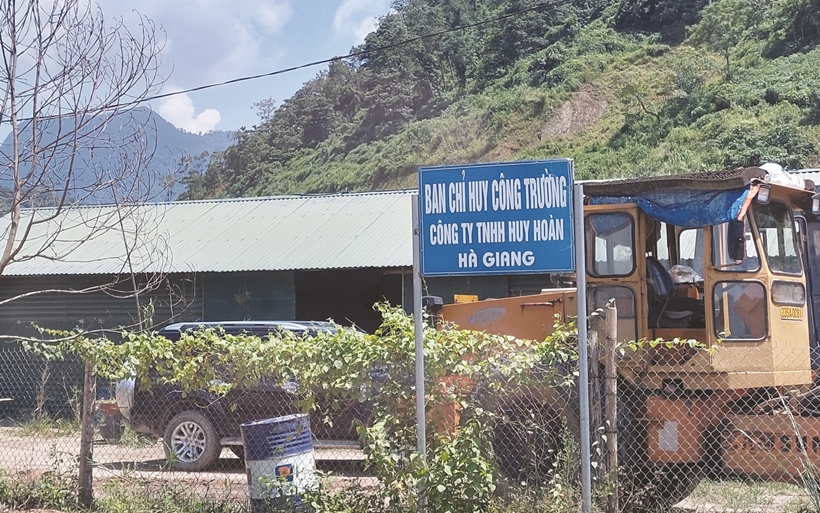 BAN CHỈ HUY CÔNG TRƯỜNG
CÔNG TY TNHH HUY HOÀN
HÀ GIANG